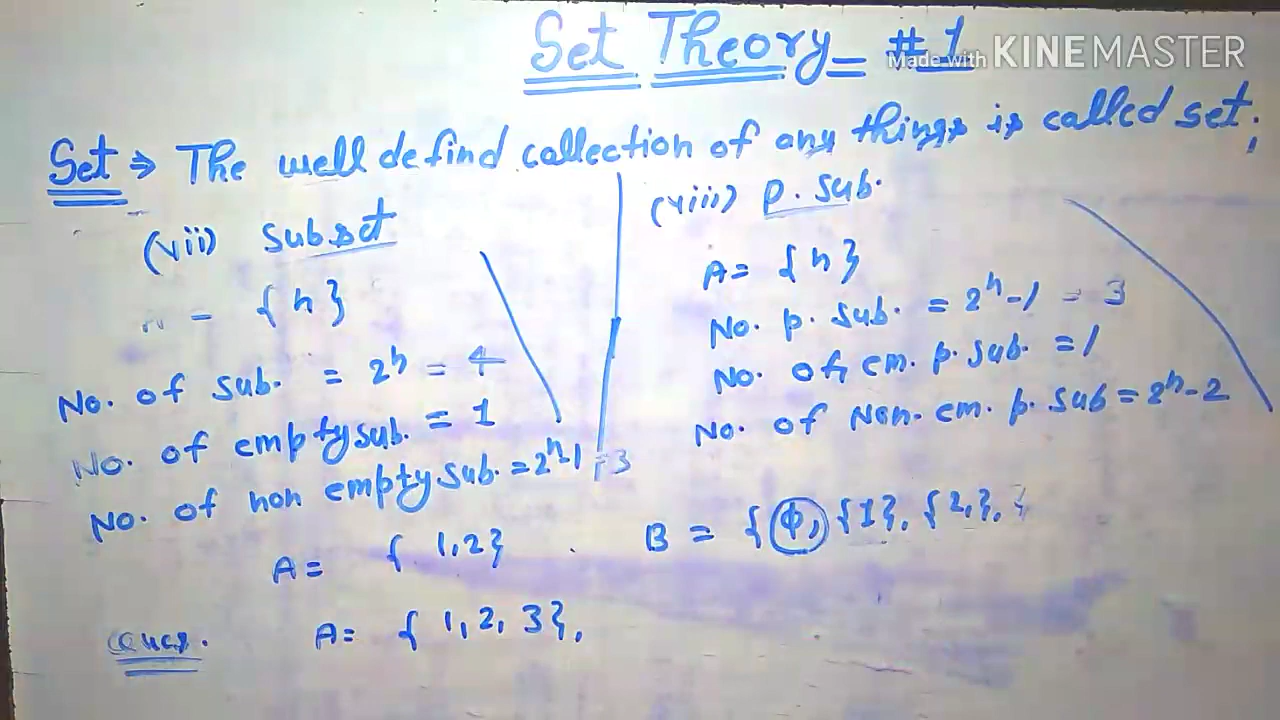 Set Theory #1
Made with KINEMASTER
Set ⇒ The well defind collection of any things is called set.
(vii) subset
= {n}
No. of sub. = 2ⁿ = 4
No. of empty sub. = 1
No. of non empty sub. = 2ⁿ-1 = 3
A = { 1,2}
A = { 1, 2, 3},
(viii) P. sub.
A = {n}
No. p. sub. = 2ⁿ-1 = 3
No. of em. p. sub. = 1
No. of Non. em. p. sub = 2ⁿ-2
B = {Φ, {1}, {2,}, {